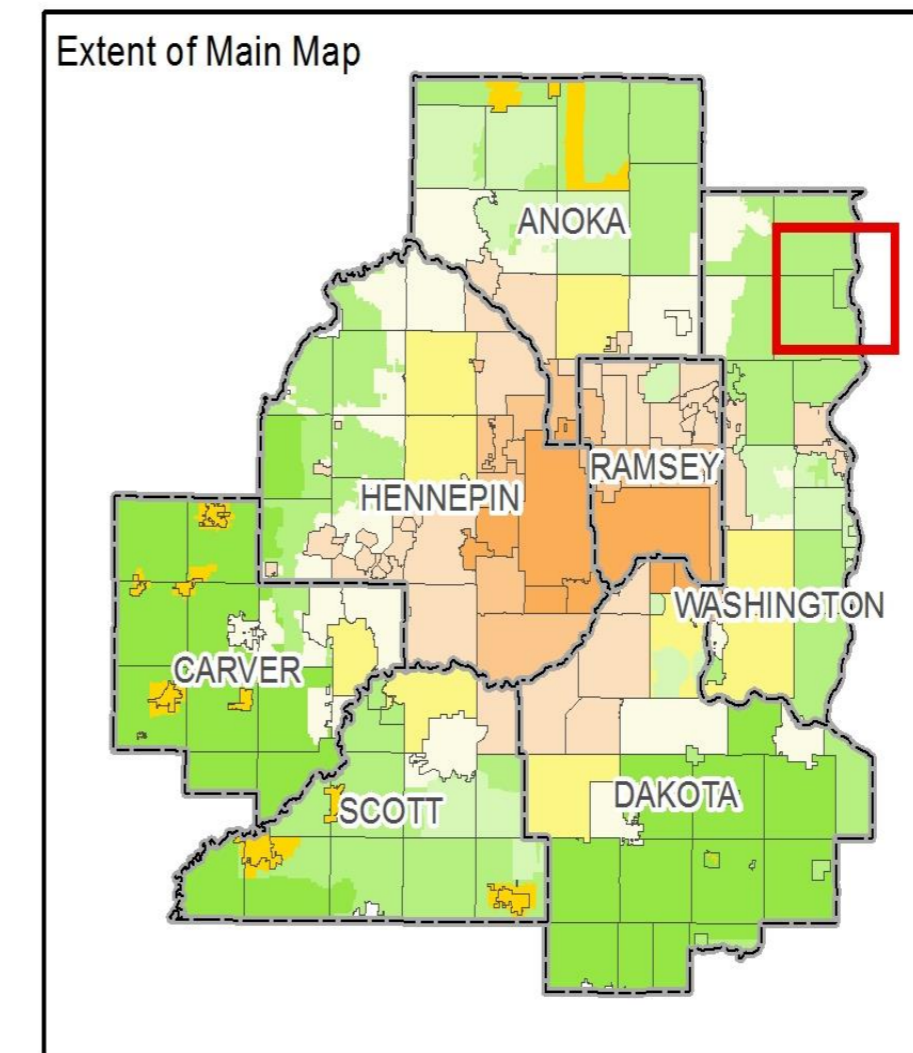 Extent of Main Map
ANOKA
RAMSEY
HENNEPIN
WASHINGTON
CARVER
DAKOTA
SCOTT